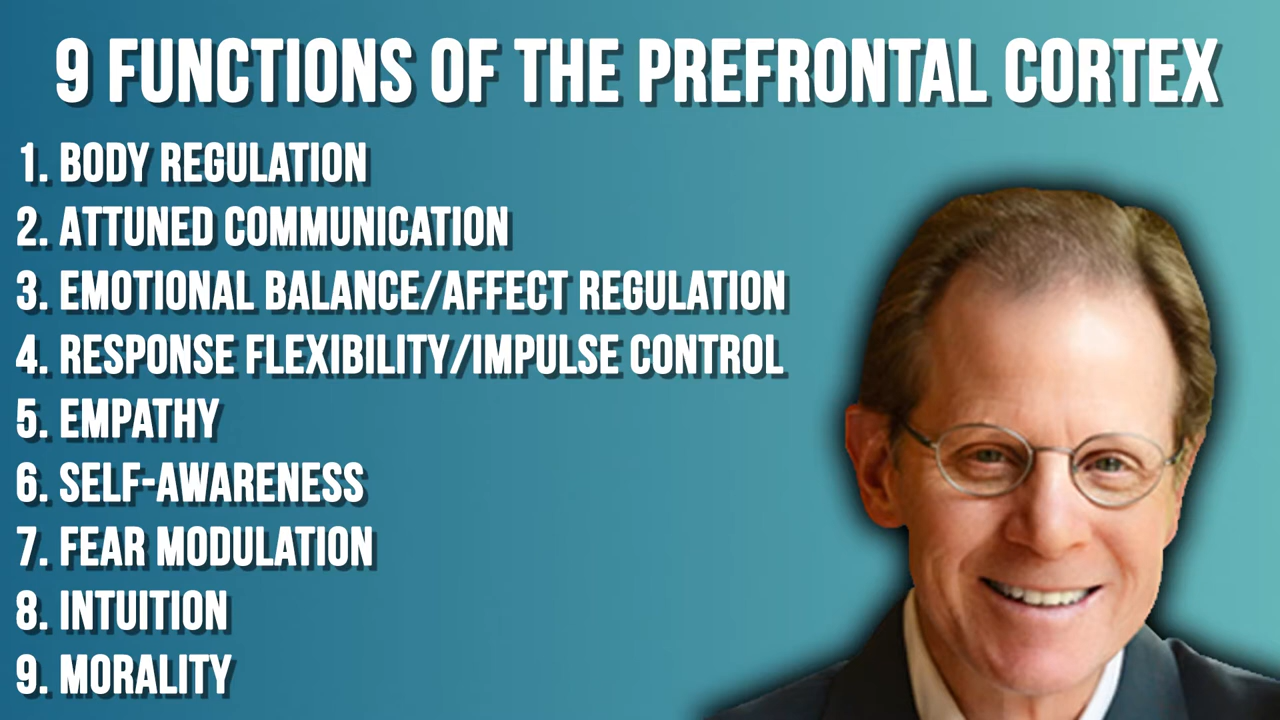 9 FUNCTIONS OF THE PREFRONTAL CORTEX
1. BODY REGULATION
2. ATTUNED COMMUNICATION
3. EMOTIONAL BALANCE/AFFECT REGULATION
4. RESPONSE FLEXIBILITY/IMPULSE CONTROL
5. EMPATHY
6. SELF-AWARENESS
7. FEAR MODULATION
8. INTUITION
9. MORALITY